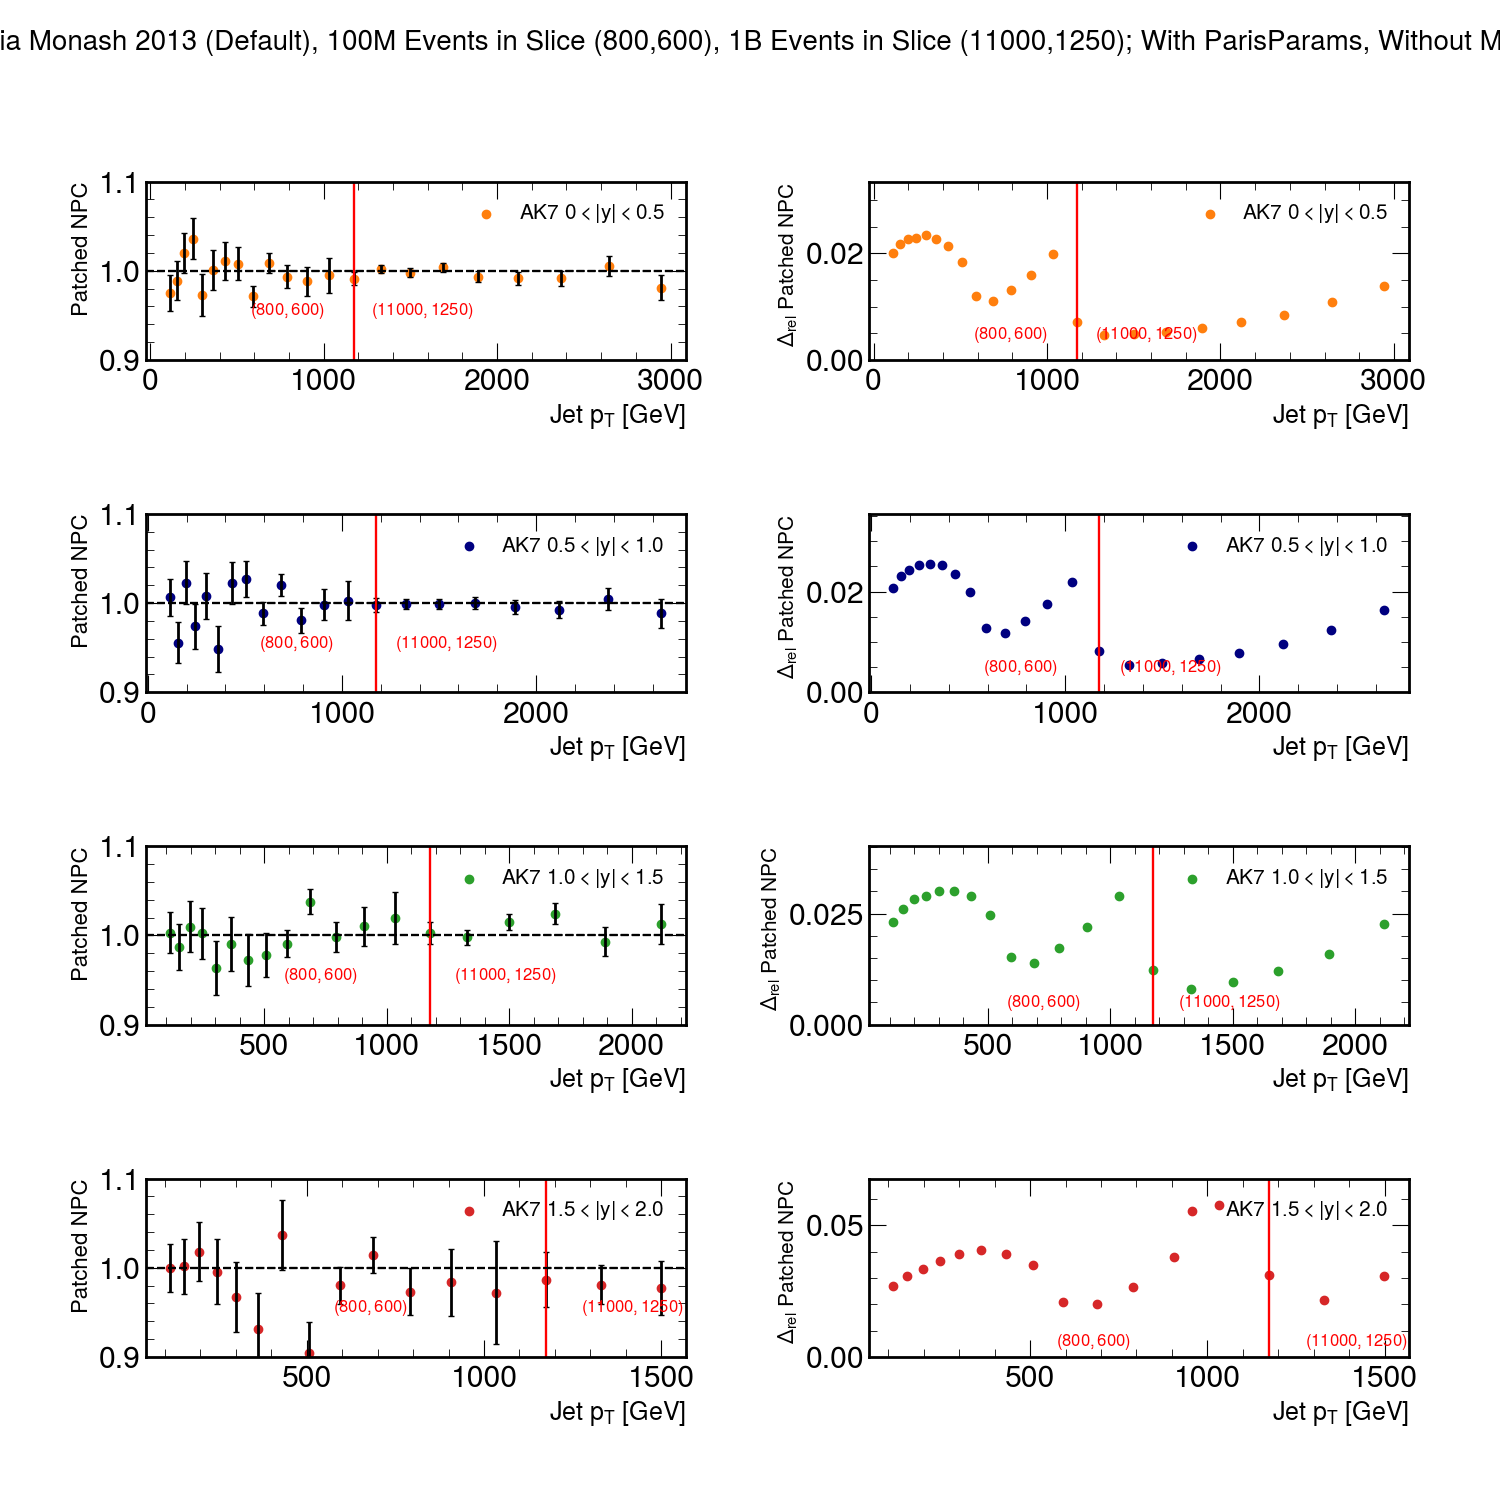 ia Monash 2013 (Default), 100M Events in Slice (800,600), 1B Events in Slice (11000,1250); With ParisParams, Without M
Patched NPC
1.1
1.0
0.9
AK7 0 < |y| < 0.5
(800, 600)
(11000, 1250)
0 1000 2000 3000
Jet pT [GeV]
Δrel Patched NPC
0.02
0.00
AK7 0 < |y| < 0.5
(800, 600)
(11000, 1250)
0 1000 2000 3000
Jet pT [GeV]
Patched NPC
1.1
1.0
0.9
AK7 0.5 < |y| < 1.0
(800, 600)
(11000, 1250)
0 1000 2000
Jet pT [GeV]
Δrel Patched NPC
0.02
0.00
AK7 0.5 < |y| < 1.0
(800, 600)
(11000, 1250)
0 1000 2000
Jet pT [GeV]
Patched NPC
1.1
1.0
0.9
AK7 1.0 < |y| < 1.5
(800, 600)
(11000, 1250)
500 1000 1500 2000
Jet pT [GeV]
Δrel Patched NPC
0.025
0.000
AK7 1.0 < |y| < 1.5
(800, 600)
(11000, 1250)
500 1000 1500 2000
Jet pT [GeV]
Patched NPC
1.1
1.0
0.9
AK7 1.5 < |y| < 2.0
(800, 600)
(11000, 1250)
500 1000 1500
Jet pT [GeV]
Δrel Patched NPC
0.05
0.00
AK7 1.5 < |y| < 2.0
(800, 600)
(11000, 1250)
500 1000 1500
Jet pT [GeV]